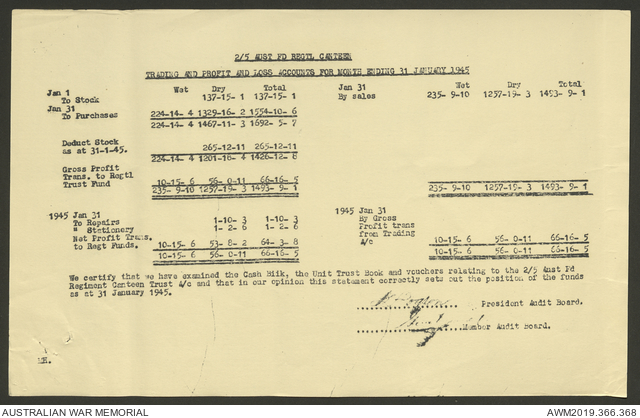 2/5 AUST FD REGTL CANTEEN
TRADING AND PROFIT AND LOSS ACCOUNTS FOR MONTH ENDING 31 JANUARY 1945
Wet Dry Total Wet Dry Total
Jan 1 Jan 31
To Stock 137-15- 1 137-15- 1 By sales 235- 9-10 1257-19- 3 1493- 9- 1
Jan 31
To Purchases 224-14- 4 1329-16- 2 1554-10- 6
224-14- 4 1467-11- 3 1692- 5- 7
Deduct Stock
as at 31-1-45. 265-12-11 265-12-11
224-14- 4 1201-18- 4 1426-12- 8
Gross Profit
Trans. to Regtl
Trust Fund 10-15- 6 56- 0-11 66-16- 5
235- 9-10 1257-19- 3 1493- 9- 1 235- 9-10 1257-19- 3 1493- 9- 1
1945 Jan 31 1945 Jan 31
To Repairs 1-10- 3 1-10- 3 By Gross
" Stationery 1- 2- 6 1- 2- 6 Profit trans
Net Profit Trans. from Trading
to Regt Funds. 10-15- 6 53- 8- 2 64- 3- 8 A/c 10-15- 6 56- 0-11 66-16- 5
10-15- 6 56- 0-11 66-16- 5 10-15- 6 56- 0-11 66-16- 5
We certify that we have examined the Cash Bilk, the Unit Trust Book and vouchers relating to the 2/5 Aust Fd
Regiment Canteen Trust A/c and that in our opinion this statement correctly sets out the position of the funds
as at 31 January 1945.
President Audit Board.
Member Audit Board.
MH.
AUSTRALIAN WAR MEMORIAL AWM2019.366.368